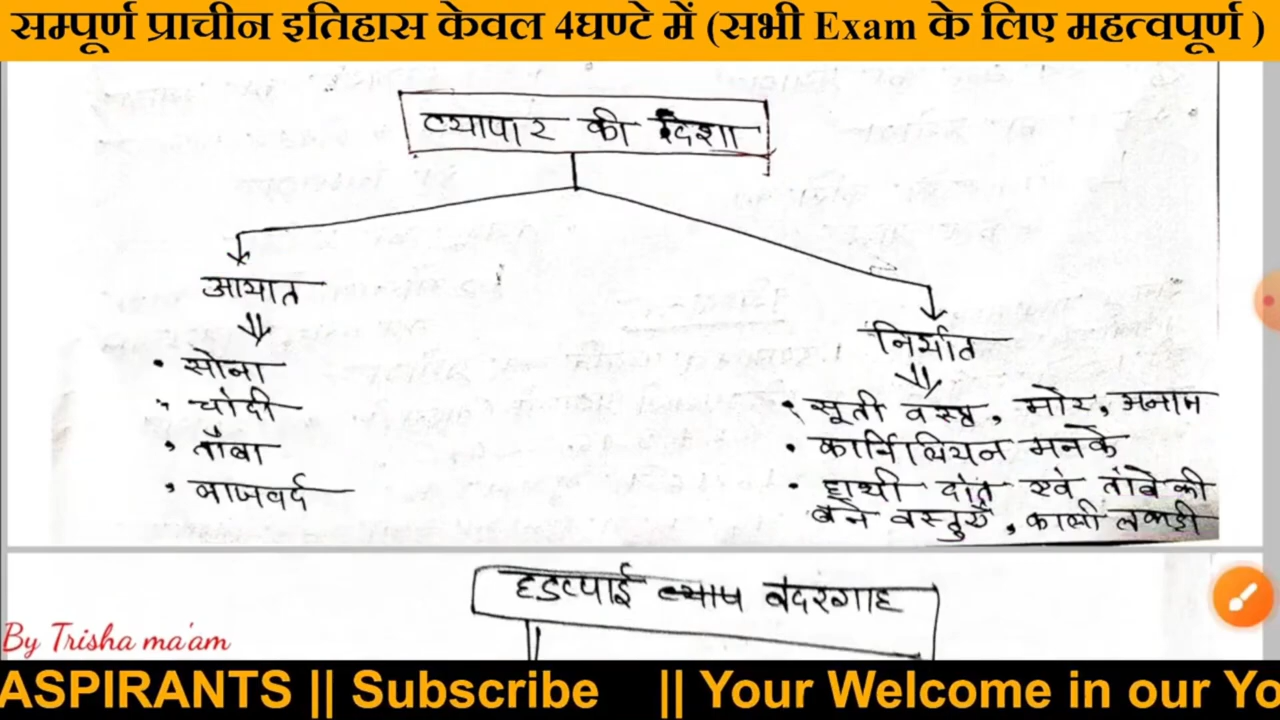 सम्पूर्ण प्राचीन इतिहास केवल 4घण्टे में (सभी Exam के लिए महत्वपूर्ण )
व्यापार की दिशा
आयात
• सोना
• चांदी
• ताँबा
• लाजवर्द
निर्यात
• सूती वस्त्र, मोर, अनाज
• कार्निलियन मनके
• हाथी दांत एवं तांबे की
बने वस्तुयें, काली लकडी
हडप्पाई व्यापा बंदरगाह
By Trisha ma'am
ASPIRANTS || Subscribe || Your Welcome in our Yo